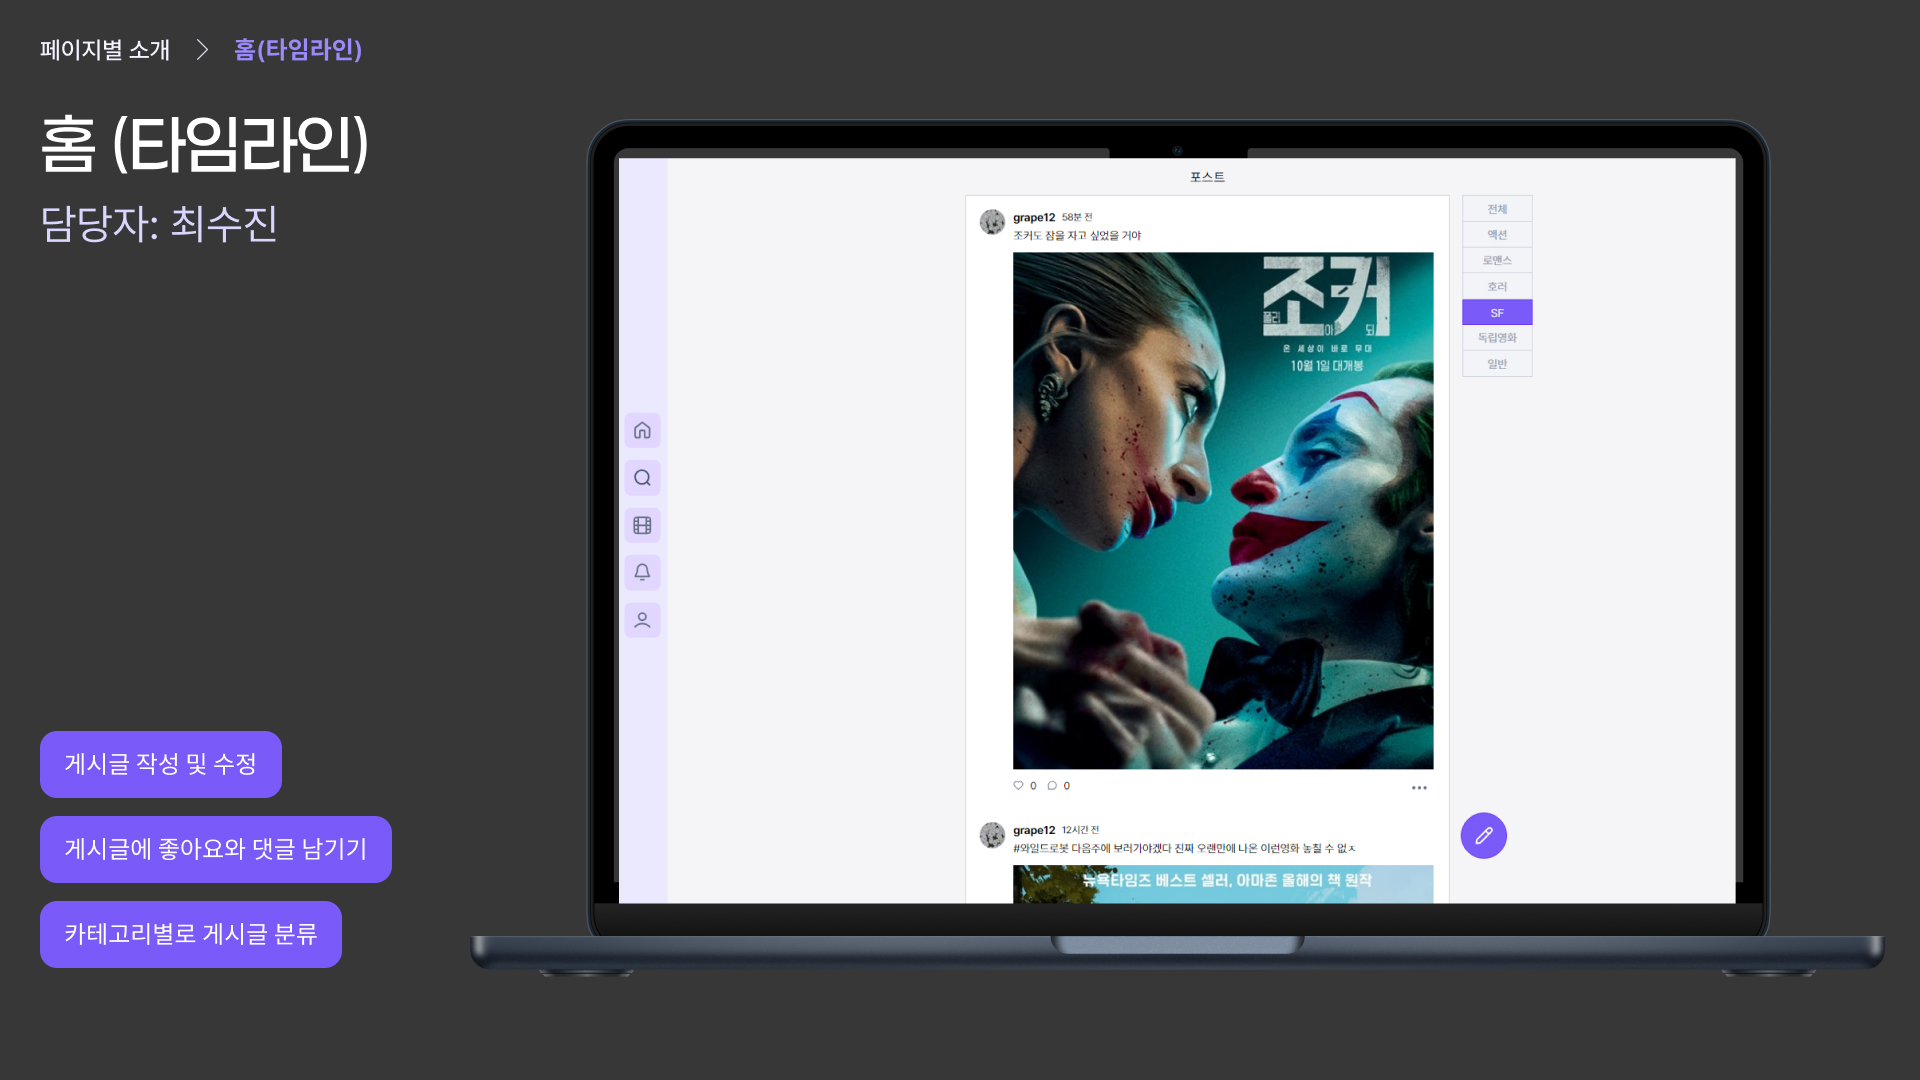 페이지별 소개 > 홈(타임라인)
홈 (타임라인)
담당자: 최수진
게시글 작성 및 수정
게시글에 좋아요와 댓글 남기기
카테고리별로 게시글 분류
포스트
grape12 58분 전
조커도 잠을 자고 싶었을 거야
조커
폴리 아 되
온 세상이 바로 무대
10월 1일 대개봉
0 0
grape12 12시간 전
#와일드로봇 다음주에 보러가야겠다 진짜 오랜만에 나온 이런영화 놓칠 수 없ㅈ
뉴욕타임즈 베스트 셀러, 아마존 올해의 책 원작
전체
액션
로맨스
호러
SF
독립영화
일반